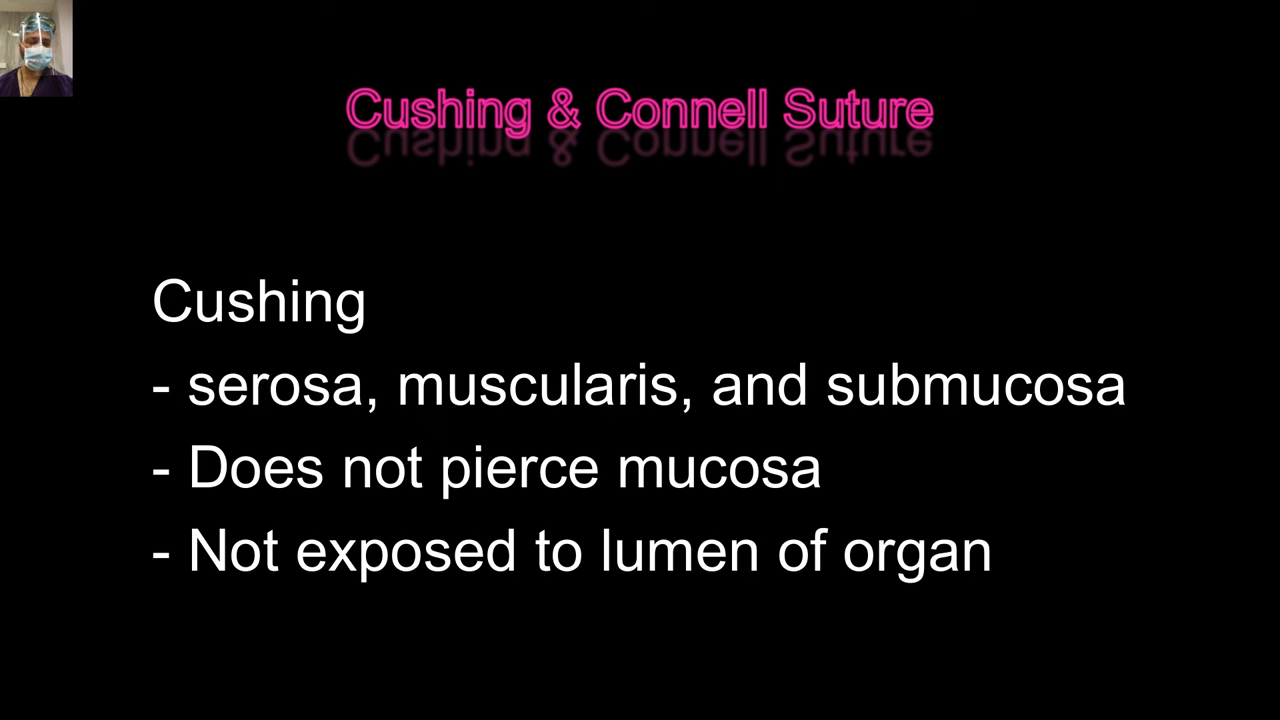 Cushing & Connell Suture
Cushing
- serosa, muscularis, and submucosa
- Does not pierce mucosa
- Not exposed to lumen of organ